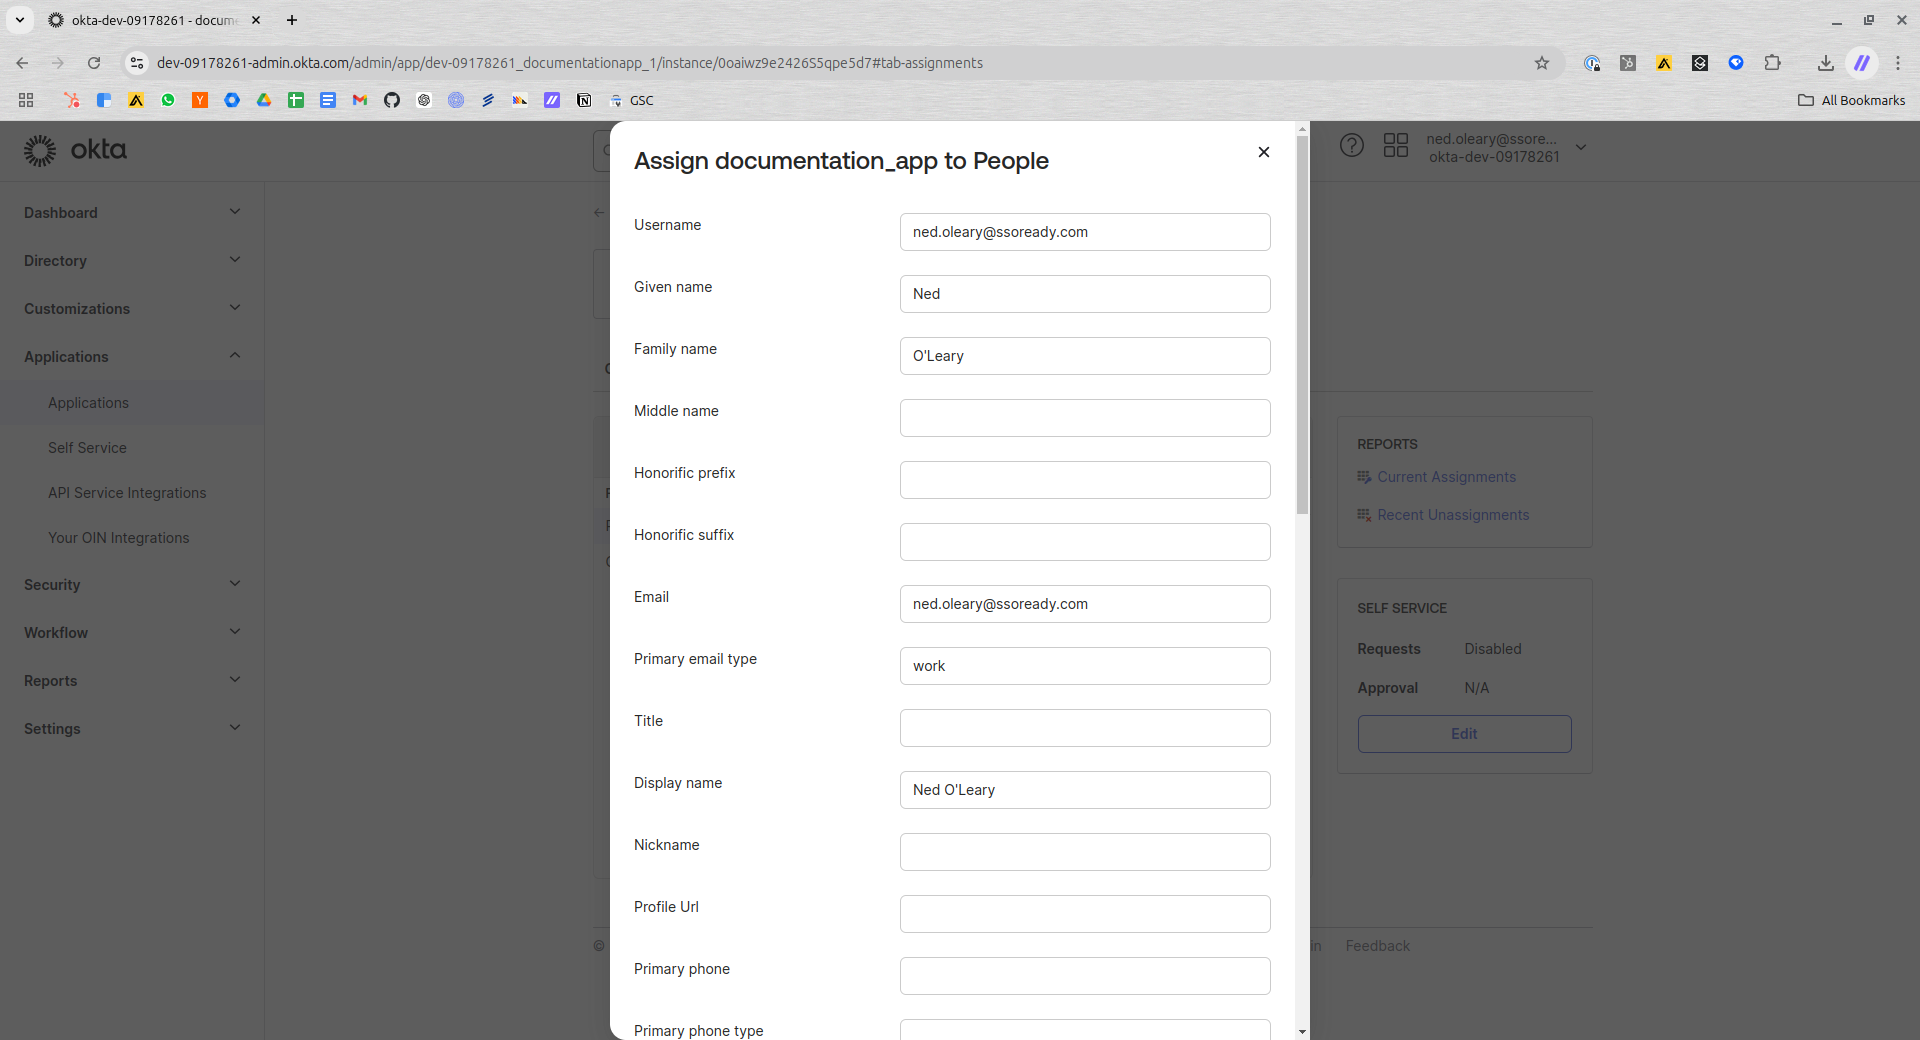 okta-dev-09178261 - docum
dev-09178261-admin.okta.com/admin/app/dev-09178261_documentationapp_1/instance/0oaiwz9e2426S5qpe5d7#tab-assignments
GSC
All Bookmarks
okta
ned.oleary@ssore...
okta-dev-09178261
Dashboard
Directory
Customizations
Applications
Applications
Self Service
API Service Integrations
Your OIN Integrations
Security
Workflow
Reports
Settings
Assign documentation_app to People
Username
ned.oleary@ssoready.com
Given name
Ned
Family name
O'Leary
Middle name
Honorific prefix
Honorific suffix
Email
ned.oleary@ssoready.com
Primary email type
work
Title
Display name
Ned O'Leary
Nickname
Profile Url
Primary phone
Primary phone type
REPORTS
Current Assignments
Recent Unassignments
SELF SERVICE
Requests Disabled
Approval N/A
Edit
©
in Feedback